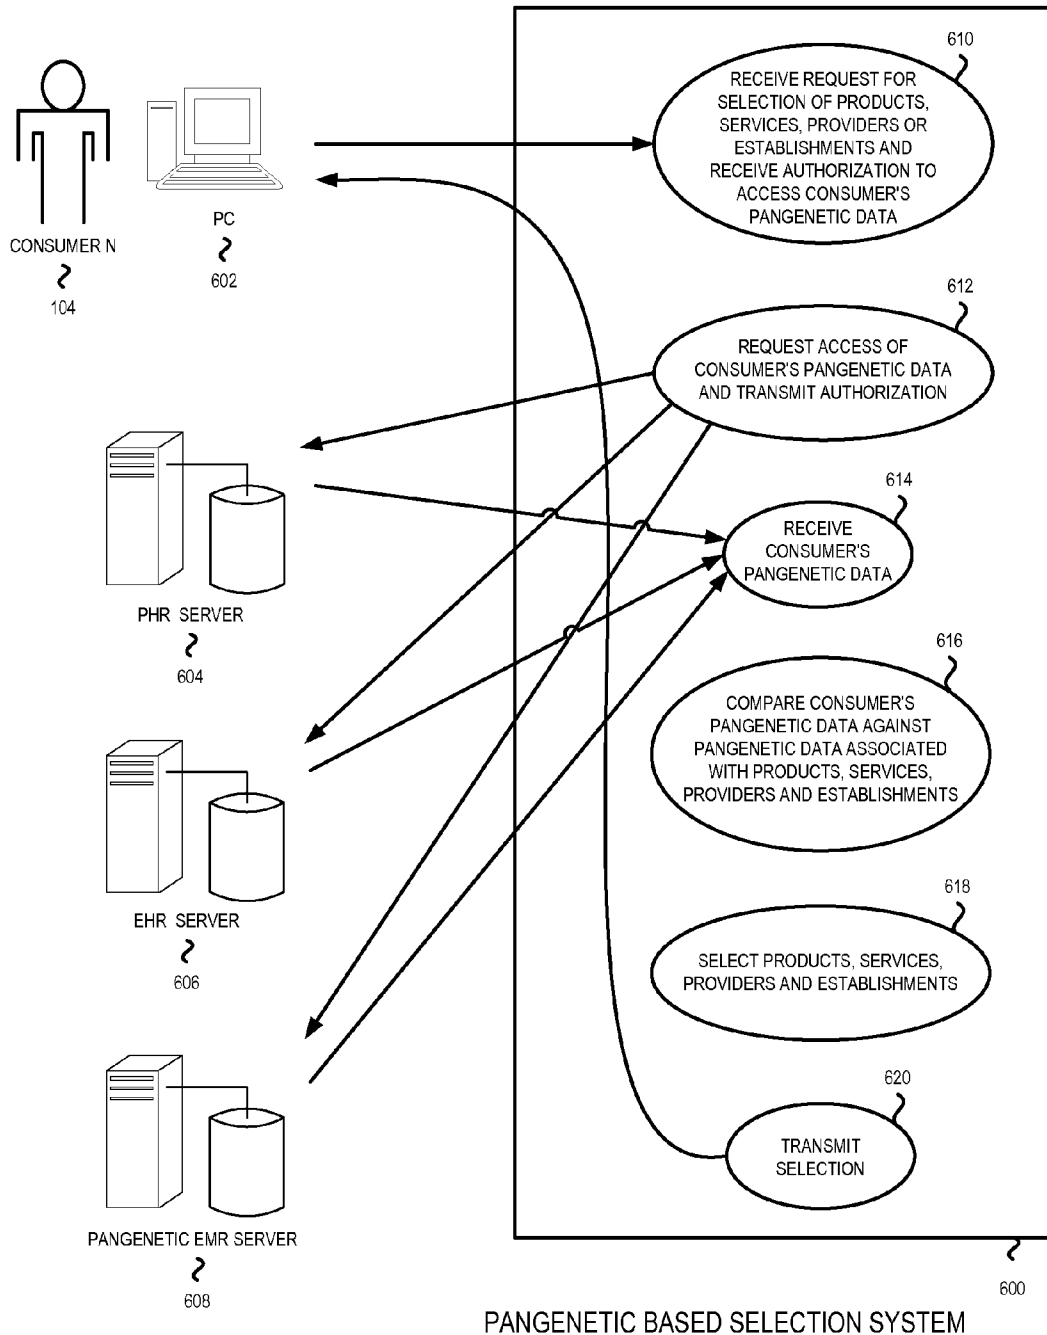 610
RECEIVE REQUEST FOR
SELECTION OF PRODUCTS,
SERVICES, PROVIDERS OR
ESTABLISHMENTS AND
RECEIVE AUTHORIZATION TO
ACCESS CONSUMER'S
PANGENETIC DATA
CONSUMER N
104
PC
602
612
REQUEST ACCESS OF
CONSUMER'S PANGENETIC DATA
AND TRANSMIT AUTHORIZATION
614
RECEIVE
CONSUMER'S
PANGENETIC DATA
PHR SERVER
604
616
COMPARE CONSUMER'S
PANGENETIC DATA AGAINST
PANGENETIC DATA ASSOCIATED
WITH PRODUCTS, SERVICES,
PROVIDERS AND ESTABLISHMENTS
EHR SERVER
606
618
SELECT PRODUCTS, SERVICES,
PROVIDERS AND ESTABLISHMENTS
620
TRANSMIT
SELECTION
PANGENETIC EMR SERVER
608
600
PANGENETIC BASED SELECTION SYSTEM